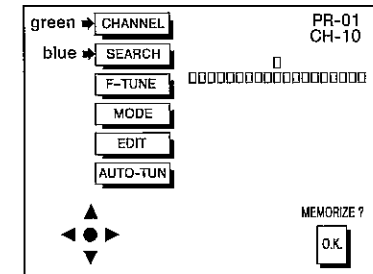 green CHANNEL
blue SEARCH
F-TUNE
MODE
EDIT
AUTO-TUN
PR-01
CH-10
MEMORIZE ?
O.K.